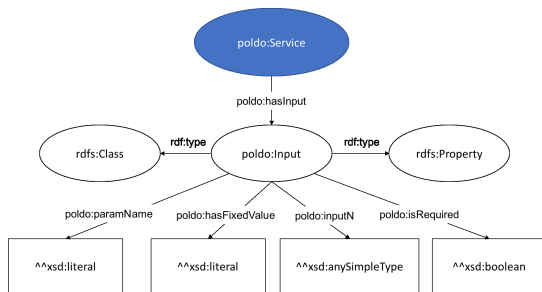 poldo:Service
poldo:hasInput
rdf:type
rdf:type
rdfs:Class
poldo:Input
rdfs:Property
poldo:paramName
poldo:hasFixedValue
poldo:inputN
poldo:isRequired
^^xsd:literal
^^xsd:literal
^^xsd:anySimpleType
^^xsd:boolean